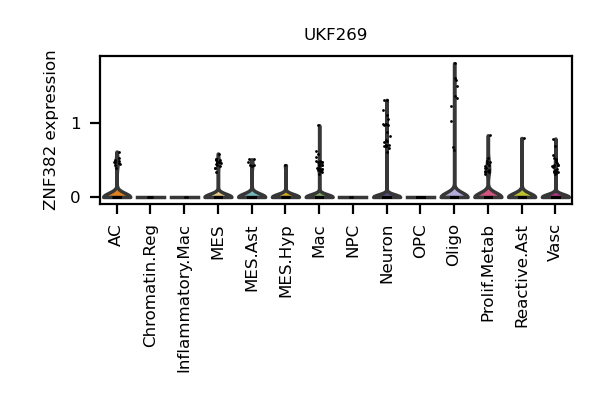 UKF269
ZNF382 expression
1
0
AC
Chromatin.Reg
Inflammatory.Mac
MES
MES.Ast
MES.Hyp
Mac
NPC
Neuron
OPC
Oligo
Prolif.Metab
Reactive.Ast
Vasc